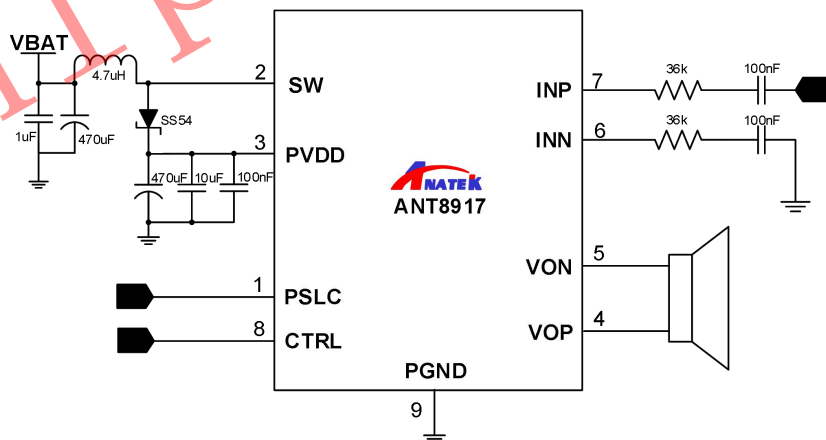 VBAT
4.7uH
1uF
470uF
SS54
470uF
10uF
100nF
2
SW
3
PVDD
1
PSLC
8
CTRL
ANATEK
ANT8917
PGND
9
INP
7
36k
100nF
INN
6
36k
100nF
VON
5
VOP
4